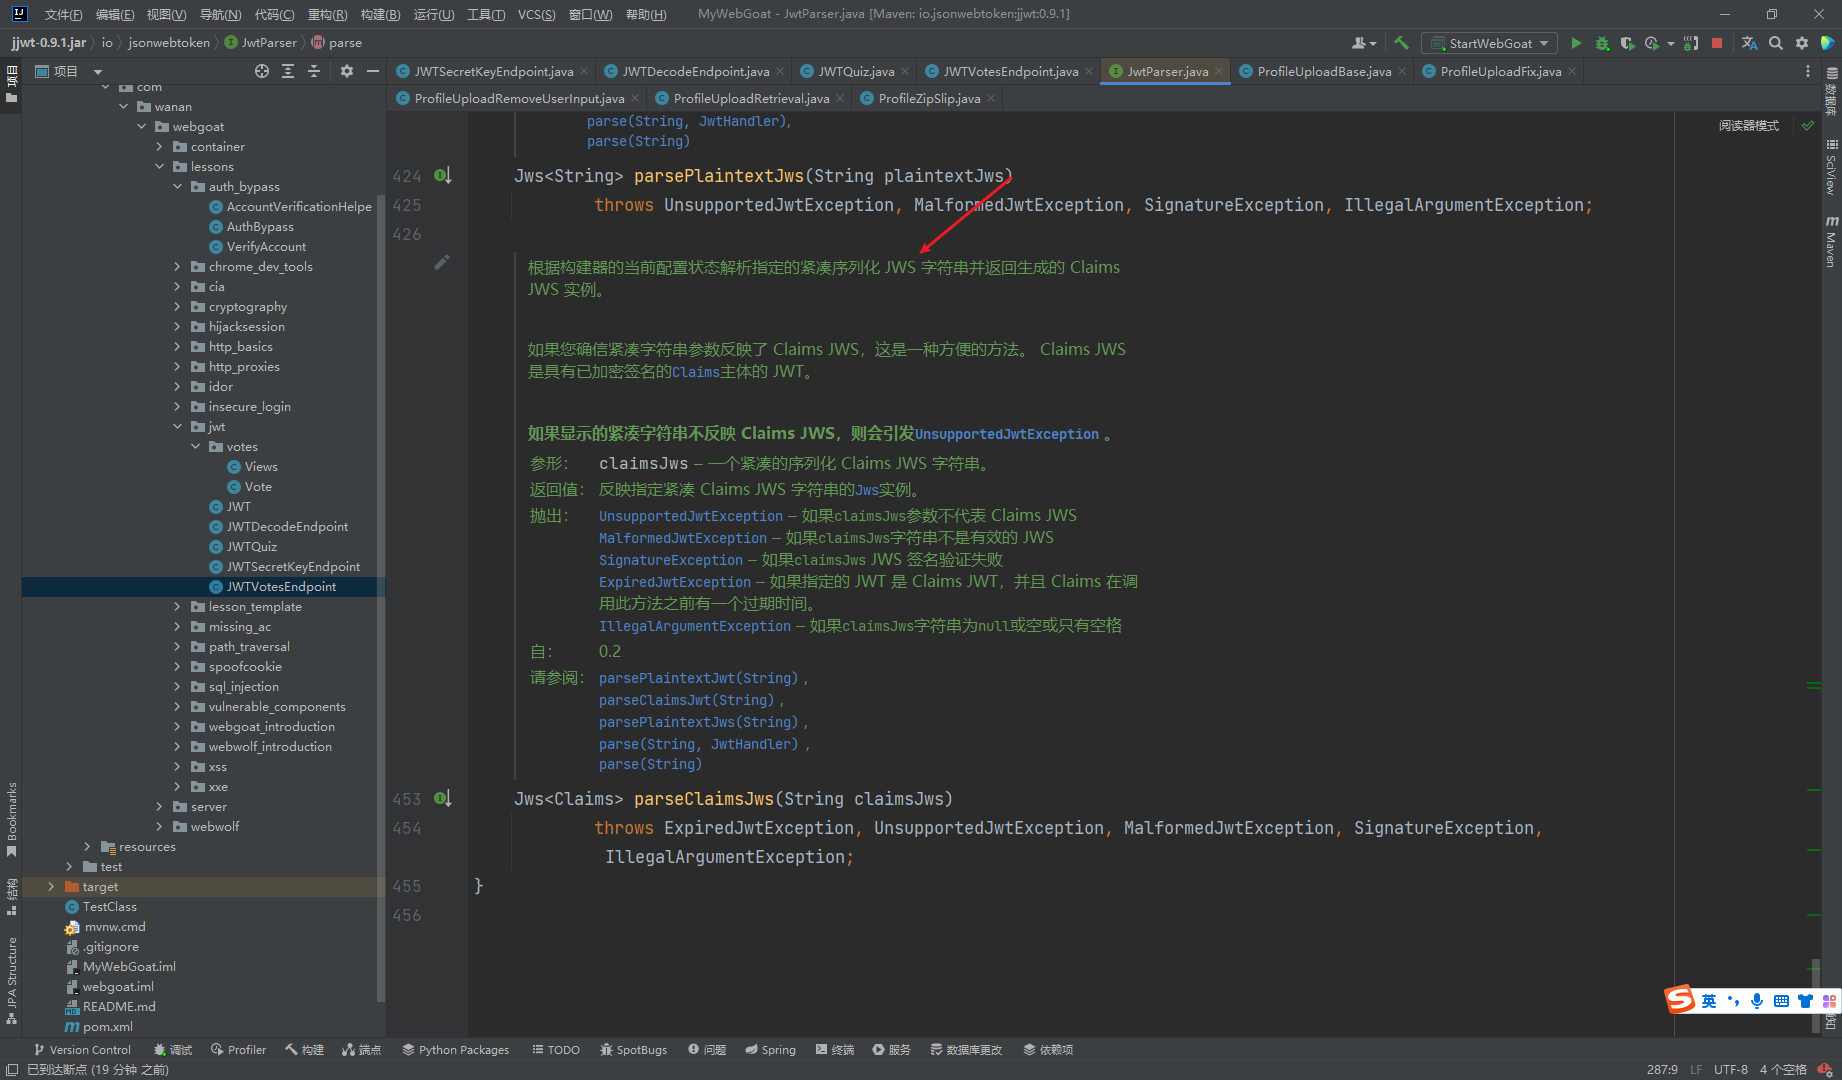 文件(F) 编辑(E) 视图(V) 导航(N) 代码(C) 重构(R) 构建(B) 运行(U) 工具(T) VCS(S) 窗口(W) 帮助(H) MyWebGoat - JwtParser.java [Maven: io.jsonwebtoken:jjwt:0.9.1]
jjwt-0.9.1.jar io jsonwebtoken JwtParser parse StartWebGoat
项目 JWTSecretKeyEndpoint.java JWTDecodeEndpoint.java JWTQuiz.java JWTVotesEndpoint.java JwtParser.java ProfileUploadBase.java ProfileUploadFix.java
ProfileUploadRemoveUserInput.java ProfileUploadRetrieval.java ProfileZipSlip.java
项目
com
wanan
webgoat
container
lessons
auth_bypass
AccountVerificationHelpe
AuthBypass
VerifyAccount
chrome_dev_tools
cia
cryptography
hijacksession
http_basics
http_proxies
idor
insecure_login
jwt
votes
Views
Vote
JWT
JWTDecodeEndpoint
JWTQuiz
JWTSecretKeyEndpoint
JWTVotesEndpoint
lesson_template
missing_ac
path_traversal
spoofcookie
sql_injection
vulnerable_components
webgoat_introduction
webwolf_introduction
xss
xxe
server
webwolf
resources
test
target
TestClass
mvnw.cmd
.gitignore
MyWebGoat.iml
webgoat.iml
README.md
pom.xml
Bookmarks
结构
JPA Structure
parse(String, JwtHandler),
parse(String)
阅读器模式
424 Jws<String> parsePlaintextJws(String plaintextJws)
425 throws UnsupportedJwtException, MalformedJwtException, SignatureException, IllegalArgumentException;
426
根据构建器的当前配置状态解析指定的紧凑序列化 JWS 字符串并返回生成的 Claims
JWS 实例。
如果您确信紧凑字符串参数反映了 Claims JWS，这是一种方便的方法。 Claims JWS
是具有已加密签名的Claims主体的 JWT。
如果显示的紧凑字符串不反映 Claims JWS，则会引发UnsupportedJwtException 。
参形： claimsJws – 一个紧凑的序列化 Claims JWS 字符串。
返回值： 反映指定紧凑 Claims JWS 字符串的Jws实例。
抛出： UnsupportedJwtException – 如果claimsJws参数不代表 Claims JWS
MalformedJwtException – 如果claimsJws字符串不是有效的 JWS
SignatureException – 如果claimsJws JWS 签名验证失败
ExpiredJwtException – 如果指定的 JWT 是 Claims JWT，并且 Claims 在调
用此方法之前有一个过期时间。
IllegalArgumentException – 如果claimsJws字符串为null或空或只有空格
自： 0.2
请参阅： parsePlaintextJwt(String) ,
parseClaimsJwt(String) ,
parsePlaintextJws(String) ,
parse(String, JwtHandler) ,
parse(String)
453 Jws<Claims> parseClaimsJws(String claimsJws)
454 throws ExpiredJwtException, UnsupportedJwtException, MalformedJwtException, SignatureException,
IllegalArgumentException;
455 }
456
数据库
SciView
Maven
英
Version Control 调试 Profiler 构建 端点 Python Packages TODO SpotBugs 问题 Spring 终端 服务 数据库更改 依赖项
已到达断点 (19 分钟 之前) 287:9 LF UTF-8 4 个空格